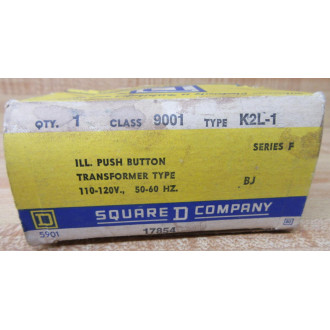 QTY. 1 CLASS 9001 TYPE K2L-1
SERIES F
ILL. PUSH BUTTON
TRANSFORMER TYPE
110-120V., 50-60 HZ.
BJ
D SQUARE D COMPANY
5901
17854